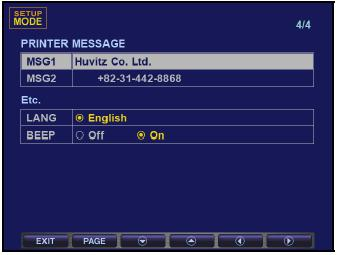 SETUP
MODE
4/4
PRINTER MESSAGE
MSG1 Huvitz Co. Ltd.
MSG2 +82-31-442-8868
Etc.
LANG English
BEEP Off On
EXIT PAGE